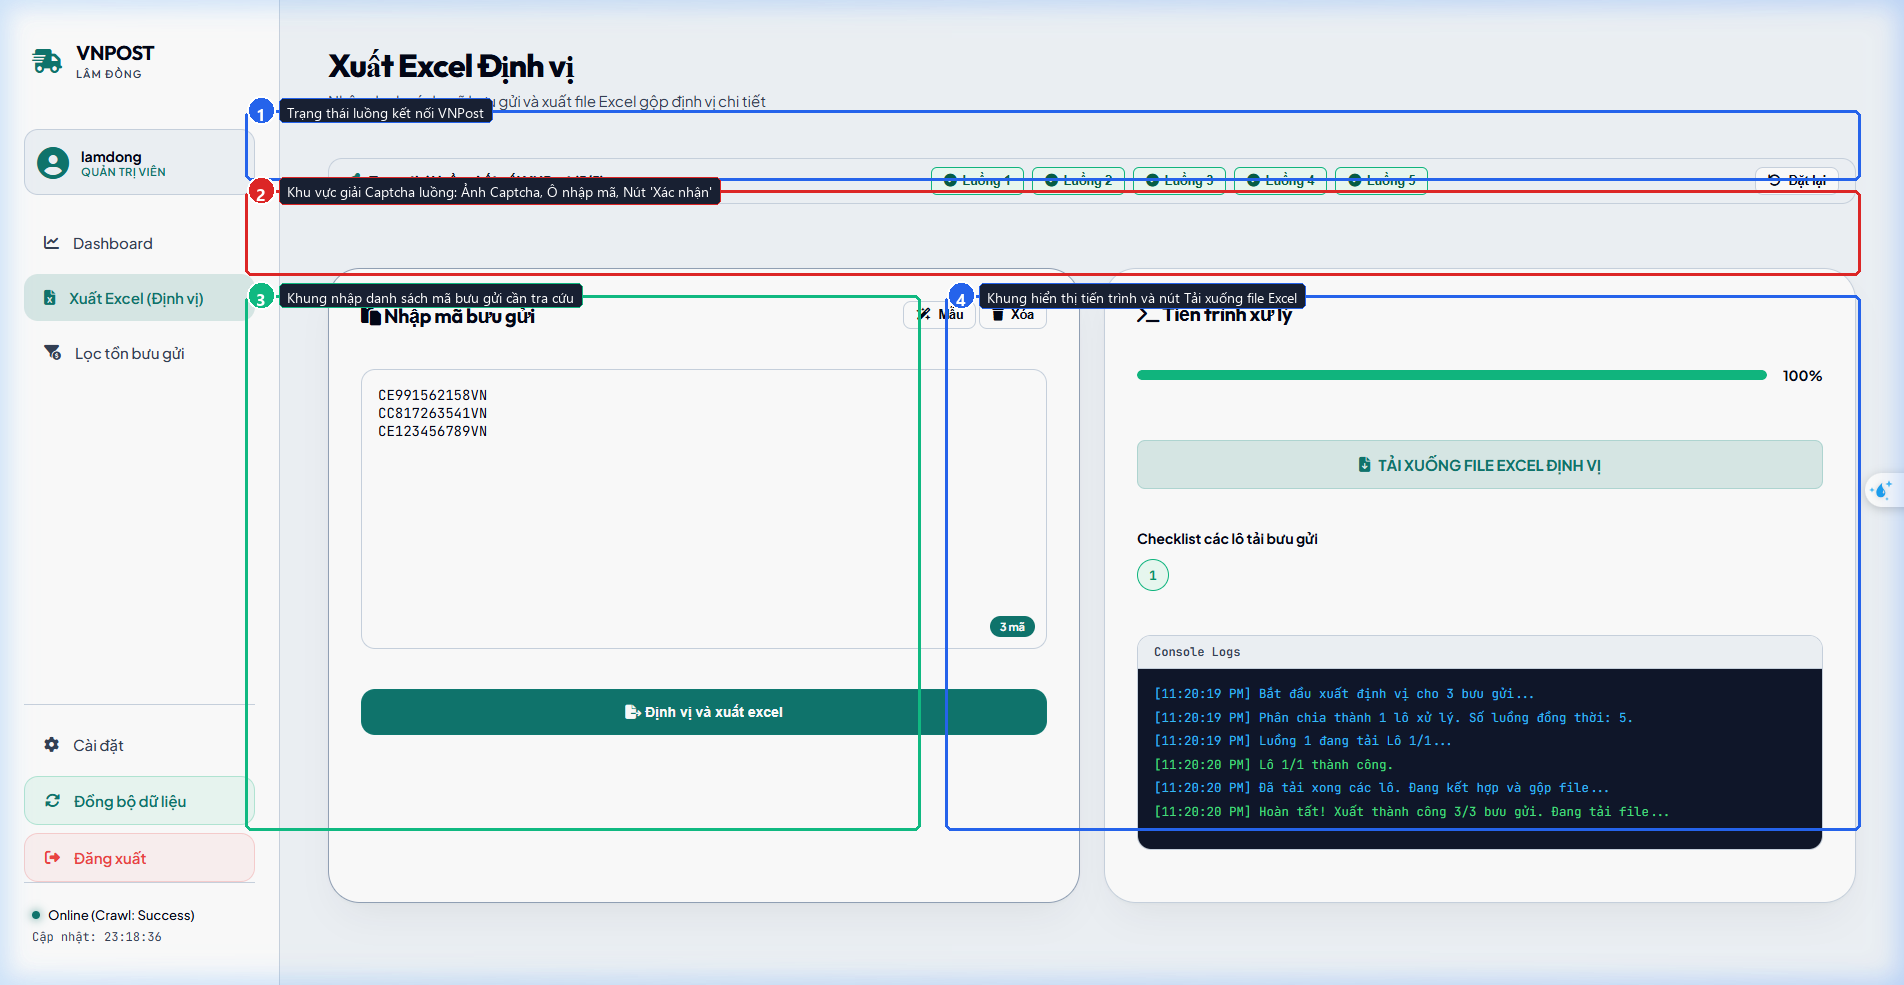 VNPOST
LÂM ĐỒNG
lamdong
QUẢN TRỊ VIÊN
Dashboard
Xuất Excel (Định vị)
Lọc tồn bưu gửi
Cài đặt
Đồng bộ dữ liệu
Đăng xuất
Online (Crawl: Success)
Cập nhật: 23:18:36
Xuất Excel Định vị
gửi và xuất file Excel gộp định vị chi tiết
1 Trạng thái luồng kết nối VNPost
Luồng 1
Luồng 2
Luồng 3
Luồng 4
Luồng 5
Đặt lại
2 Khu vực giải Captcha luồng: Ảnh Captcha, Ô nhập mã, Nút 'Xác nhận'
3 Khung nhập danh sách mã bưu gửi cần tra cứu
Nhập mã bưu gửi
Mẫu
Xóa
CE991562158VN
CC817263541VN
CE123456789VN
3 mã
Định vị và xuất excel
4 Khung hiển thị tiến trình và nút Tải xuống file Excel
Tiến trình xử lý
100%
TẢI XUỐNG FILE EXCEL ĐỊNH VỊ
Checklist các lô tải bưu gửi
1
Console Logs
[11:20:19 PM] Bắt đầu xuất định vị cho 3 bưu gửi...
[11:20:19 PM] Phân chia thành 1 lô xử lý. Số luồng đồng thời: 5.
[11:20:19 PM] Luồng 1 đang tải Lô 1/1...
[11:20:20 PM] Lô 1/1 thành công.
[11:20:20 PM] Đã tải xong các lô. Đang kết hợp và gộp file...
[11:20:20 PM] Hoàn tất! Xuất thành công 3/3 bưu gửi. Đang tải file...